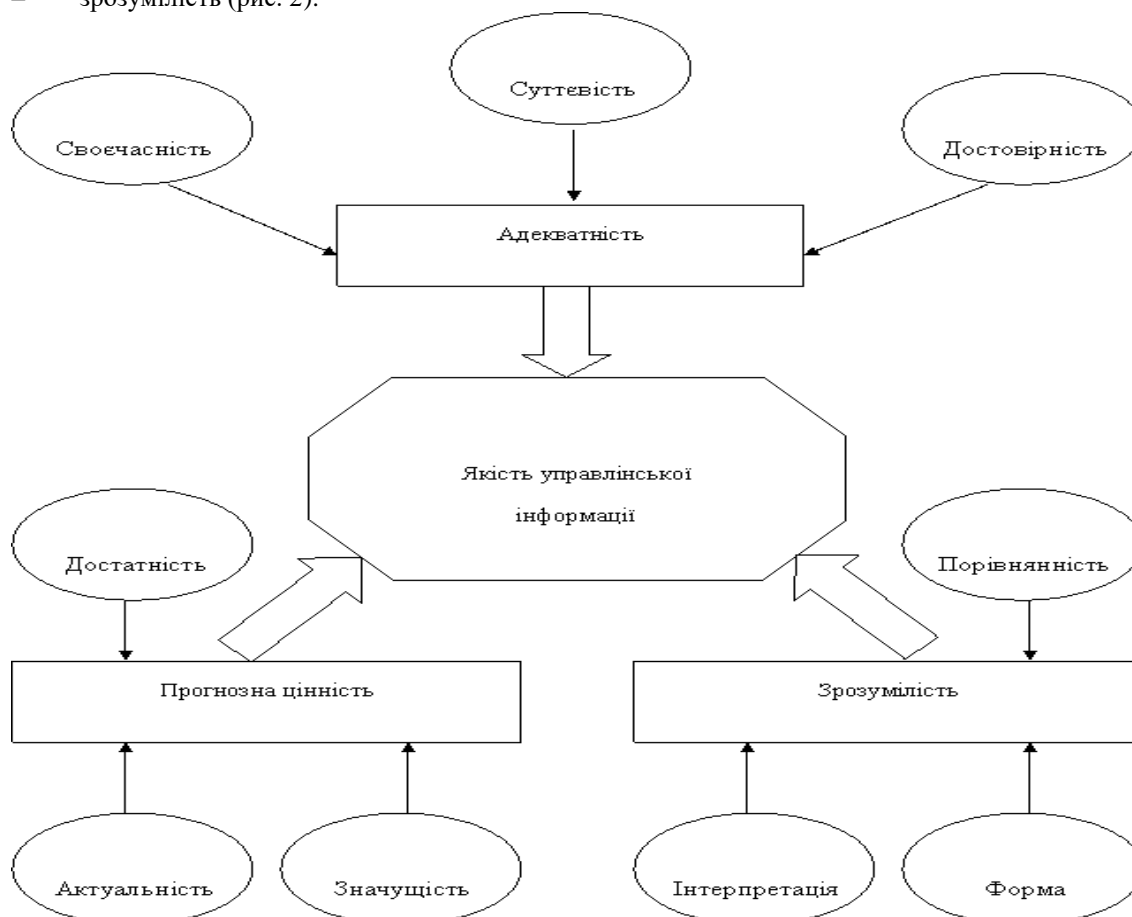 – зрозумілість (рис. 2).
Суттєвість
Своєчасність
Достовірність
Адекватність
Якість управлінської
інформації
Достатність
Порівнянність
Прогнозна цінність
Зрозумілість
Актуальність
Значущість
Інтерпретація
Форма